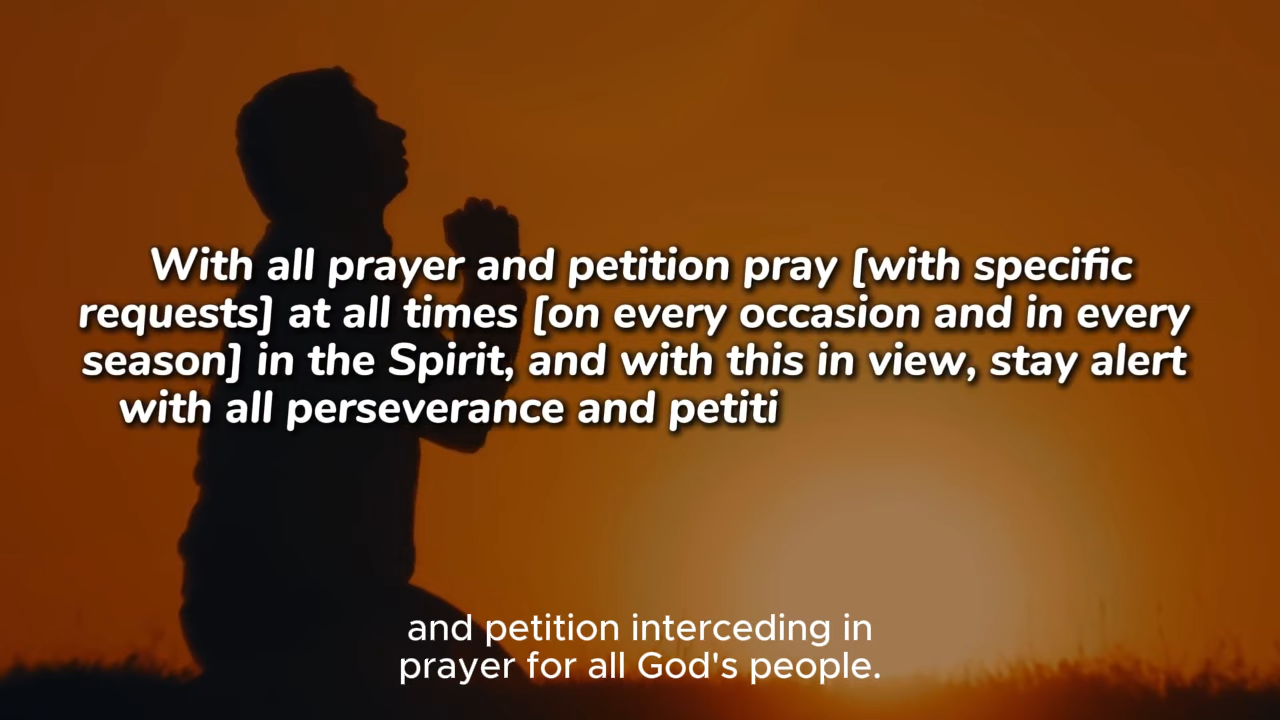 With all prayer and petition pray [with specific
requests] at all times [on every occasion and in every
season] in the Spirit, and with this in view, stay alert
with all perseverance and petiti
and petition interceding in
prayer for all God's people.